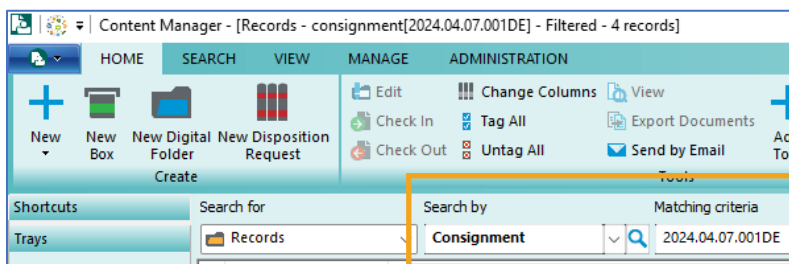 Content Manager - [Records - consignment[2024.04.07.001DE] - Filtered - 4 records]
HOME SEARCH VIEW MANAGE ADMINISTRATION
Edit Change Columns View
Check In Tag All Export Documents
Check Out Untag All Send by Email
New New Box New Digital Folder New Disposition Request
Create Tools
Shortcuts Search for Search by Matching criteria
Trays Records Consignment 2024.04.07.001DE